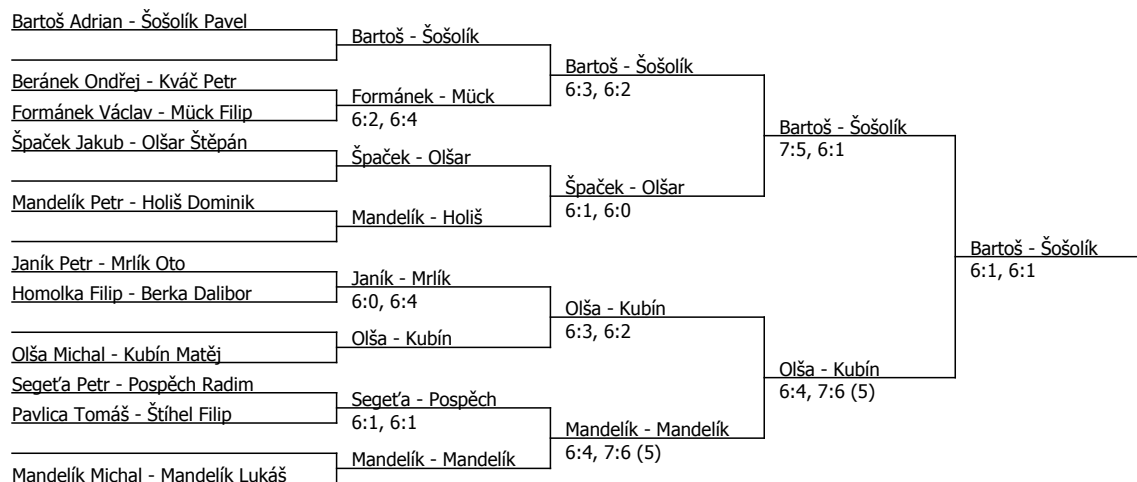 Bartoš Adrian - Šošolík Pavel
Beránek Ondřej - Kváč Petr
Formánek Václav - Mück Filip
Špaček Jakub - Olšar Štěpán
Mandelík Petr - Holiš Dominik
Janík Petr - Mrlík Oto
Homolka Filip - Berka Dalibor
Olša Michal - Kubín Matěj
Segeťa Petr - Pospěch Radim
Pavlica Tomáš - Štíhel Filip
Mandelík Michal - Mandelík Lukáš
Bartoš - Šošolík
Formánek - Mück
6:2, 6:4
Špaček - Olšar
Mandelík - Holiš
Janík - Mrlík
6:0, 6:4
Olša - Kubín
Segeťa - Pospěch
6:1, 6:1
Mandelík - Mandelík
Bartoš - Šošolík
6:3, 6:2
Špaček - Olšar
6:1, 6:0
Olša - Kubín
6:3, 6:2
Mandelík - Mandelík
6:4, 7:6 (5)
Bartoš - Šošolík
7:5, 6:1
Olša - Kubín
6:4, 7:6 (5)
Bartoš - Šošolík
6:1, 6:1